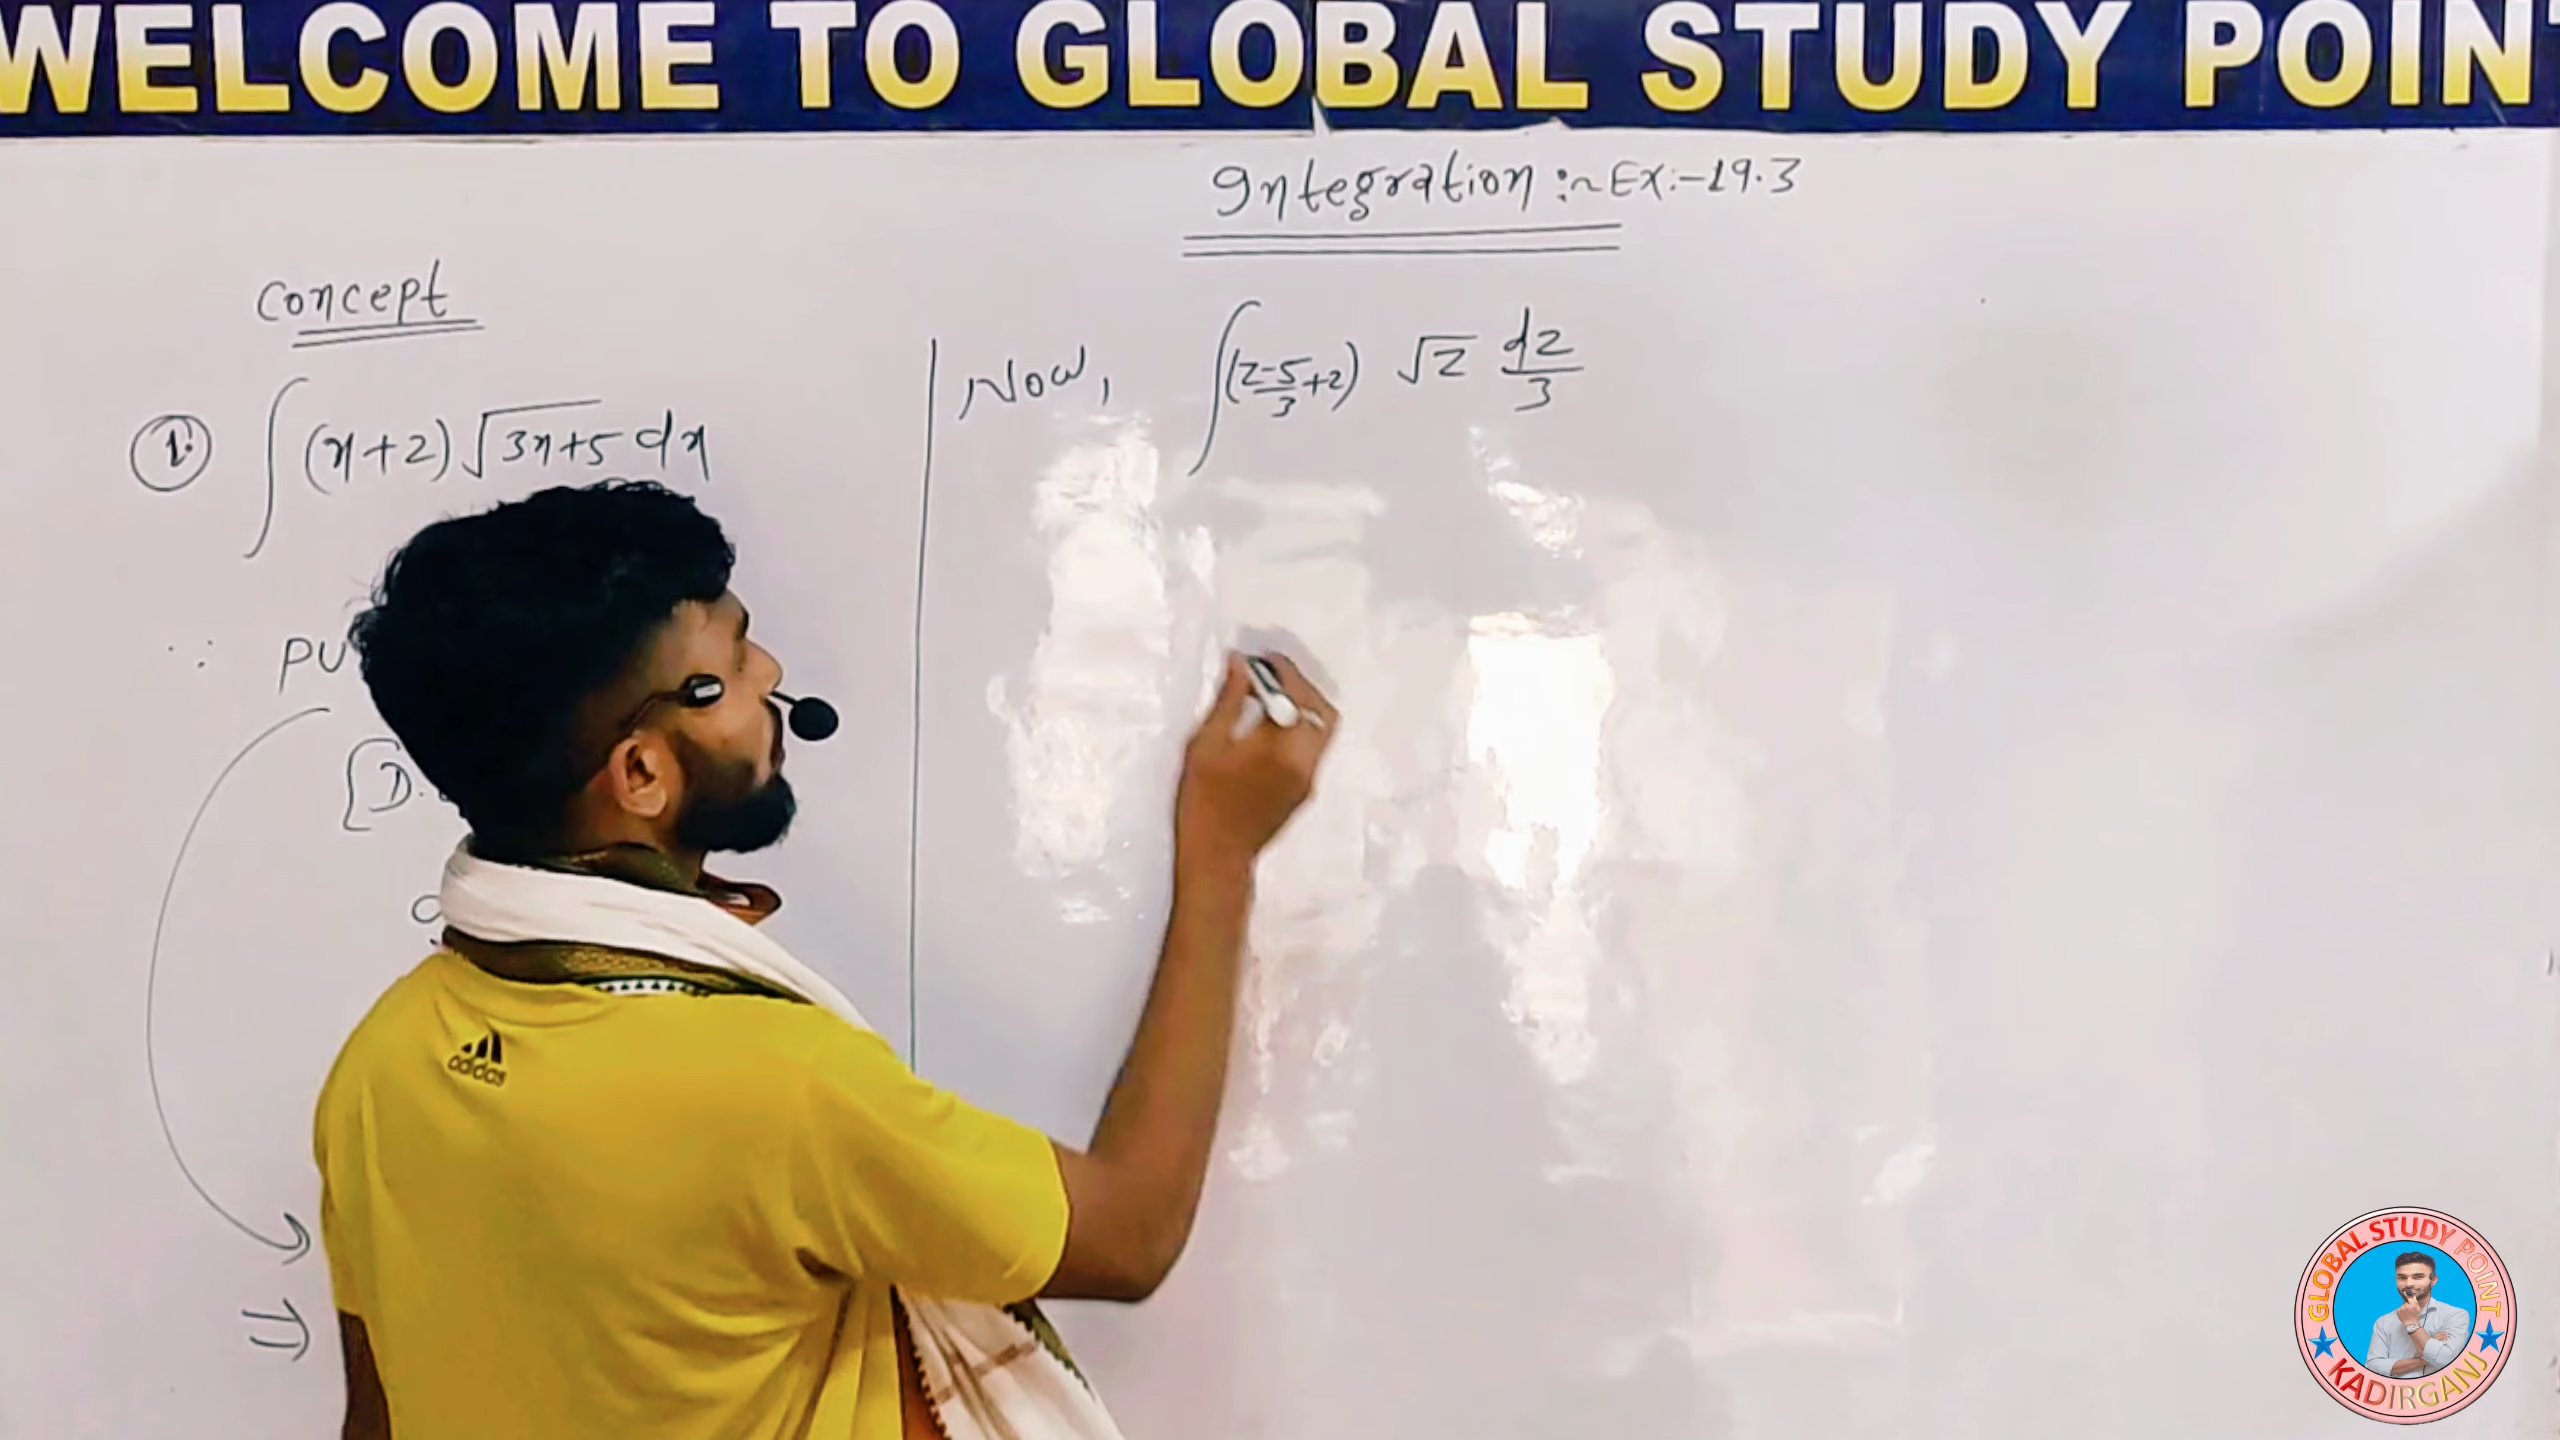 WELCOME TO GLOBAL STUDY POINT
Integration :~ Ex:-19.3
Concept
1. ∫(x+2)√3x+5 dx
∵ PU
[D.
Now, ∫(z-5/3+2) √z dz/3
adidas
GLOBAL STUDY POINT
KADIRGANJ